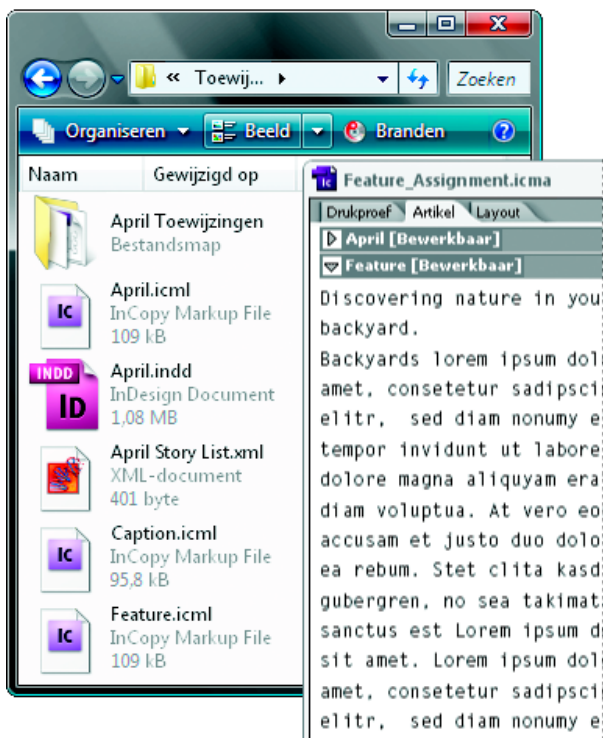 « Toewij...
Zoeken
Organiseren
Beeld
Branden
?
Naam
Gewijzigd op
April Toewijzingen
Bestandsmap
Ic
April.icml
InCopy Markup File
109 kB
INDD
ID
April.indd
InDesign Document
1,08 MB
April Story List.xml
XML-document
401 byte
Ic
Caption.icml
InCopy Markup File
95,8 kB
Ic
Feature.icml
InCopy Markup File
109 kB
Ic
Feature_Assignment.icma
Drukproef Artikel Layout
April [Bewerkbaar]
Feature [Bewerkbaar]
Discovering nature in you
backyard.
Backyards lorem ipsum dol
amet, consetetur sadipsci
elitr, sed diam nonumy e
tempor invidunt ut labore
dolore magna aliquyam era
diam voluptua. At vero eo
accusam et justo duo dolo
ea rebum. Stet clita kasd
gubergren, no sea takimat
sanctus est Lorem ipsum d
sit amet. Lorem ipsum dol
amet, consetetur sadipsci
elitr, sed diam nonumy e